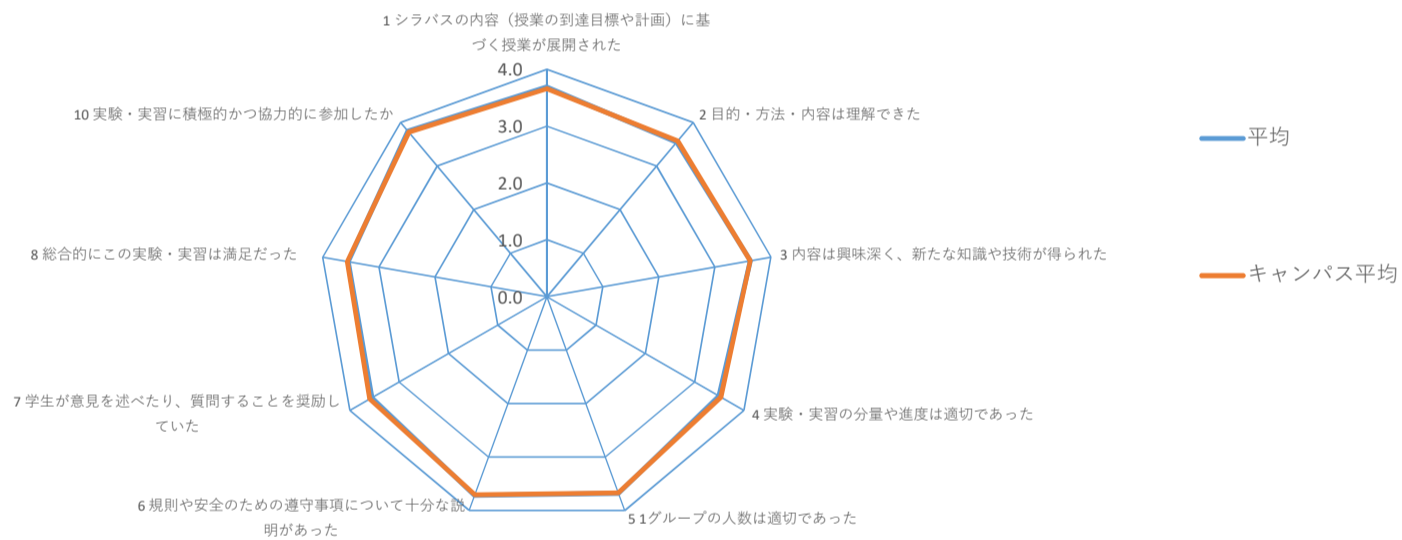 1 シラバスの内容（授業の到達目標や計画）に基
づく授業が展開された
4.0
3.0
2.0
1.0
0.0
2 目的・方法・内容は理解できた
3 内容は興味深く、新たな知識や技術が得られた
4 実験・実習の分量や進度は適切であった
5 1グループの人数は適切であった
6 規則や安全のための遵守事項について十分な説
明があった
7 学生が意見を述べたり、質問することを奨励し
ていた
8 総合的にこの実験・実習は満足だった
10 実験・実習に積極的かつ協力的に参加したか
平均
キャンパス平均